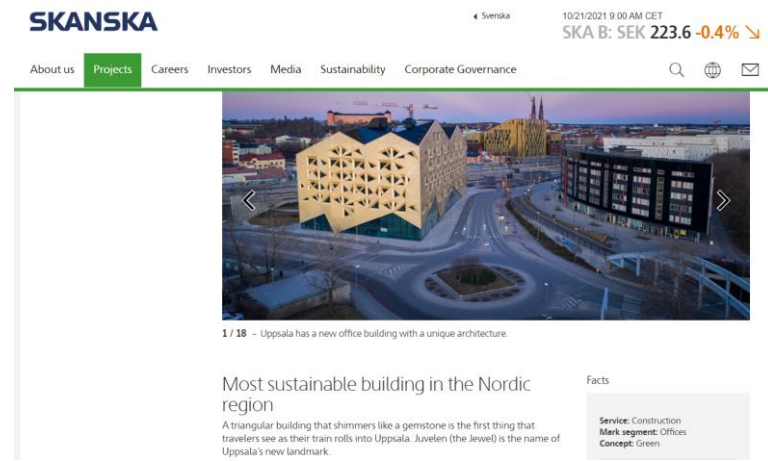 SKANSKA
Svenska
10/21/2021 9:00 AM CET
SKA B: SEK 223.6 -0.4%
About us Projects Careers Investors Media Sustainability Corporate Governance
1 / 18 – Uppsala has a new office building with a unique architecture.
Most sustainable building in the Nordic
region
A triangular building that shimmers like a gemstone is the first thing that
travelers see as their train rolls into Uppsala. Juvelen (the Jewel) is the name of
Uppsala's new landmark.
Facts
Service: Construction
Mark segment: Offices
Concept: Green